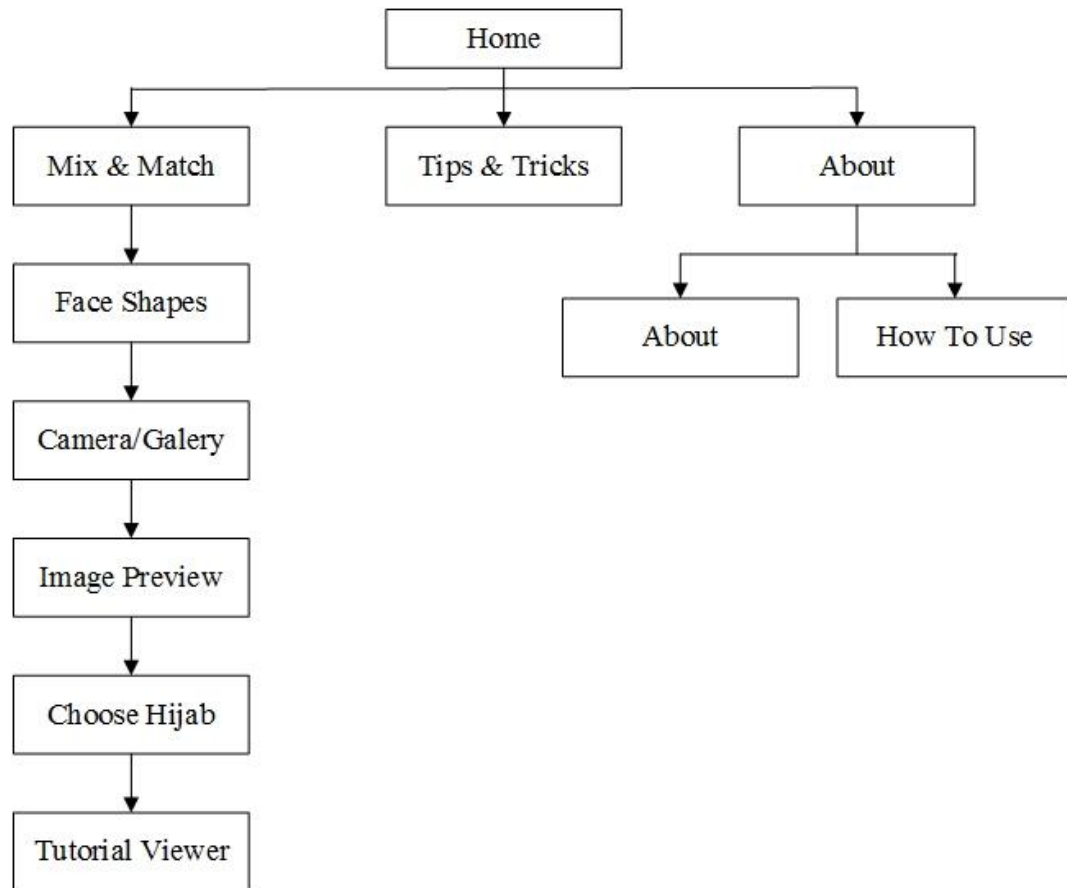 Home
Mix & Match
Tips & Tricks
About
Face Shapes
About
How To Use
Camera/Galery
Image Preview
Choose Hijab
Tutorial Viewer